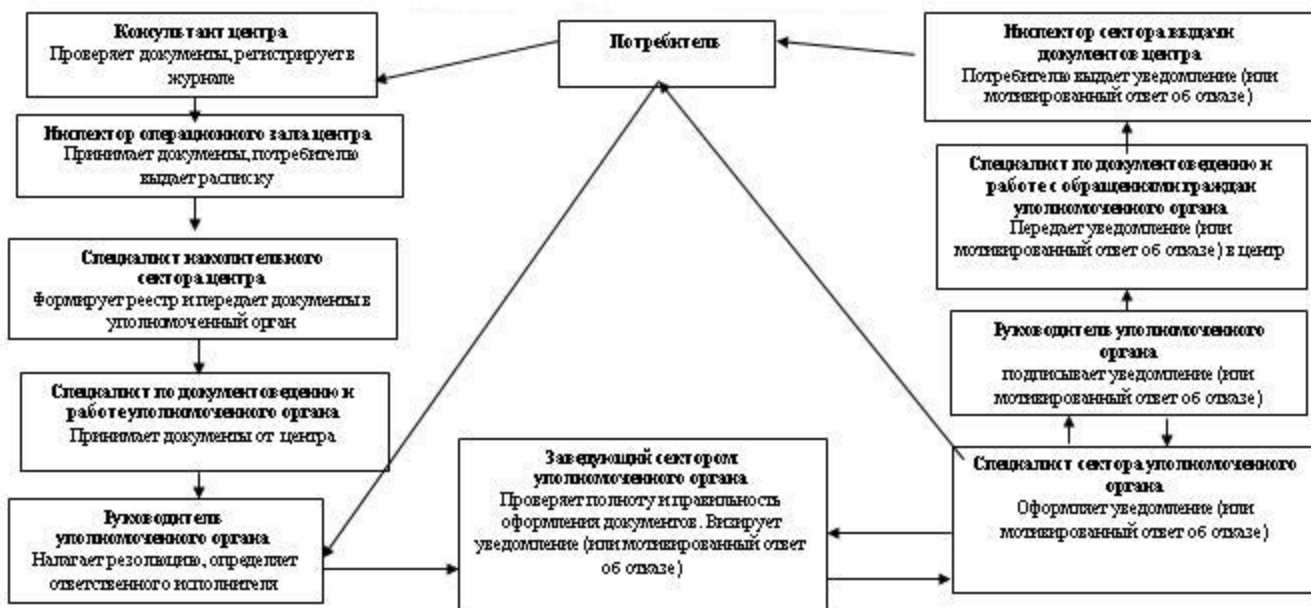 Консультант центра
Проверяет документы, регистрирует в
журнале
Инспектор операционного зала центра
Принимает документы, потребителю
выдает расписку
Специалист накопительного
сектора центра
Формирует реестр и передает документы в
уполномоченный орган
Специалист по документоведению и
работе уполномоченного органа
Принимает документы от центра
Руководитель
уполномоченного органа
Налагает резолюцию, определяет
ответственного исполнителя
Потребитель
Заведующий сектором
уполномоченного органа
Проверяет полноту и правильность
оформления документов. Визирует
уведомление (или мотивированный ответ
об отказе)
Инспектор сектора выдачи
документов центра
Потребителю выдает уведомление (или
мотивированный ответ об отказе)
Специалист по документоведению и
работе с обращениями граждан
уполномоченного органа
Передает уведомление (или
мотивированный ответ об отказе) в центр
Руководитель уполномоченного
органа
подписывает уведомление (или
мотивированный ответ об отказе)
Специалист сектора уполномоченного
органа
Оформляет уведомление (или
мотивированный ответ об отказе)